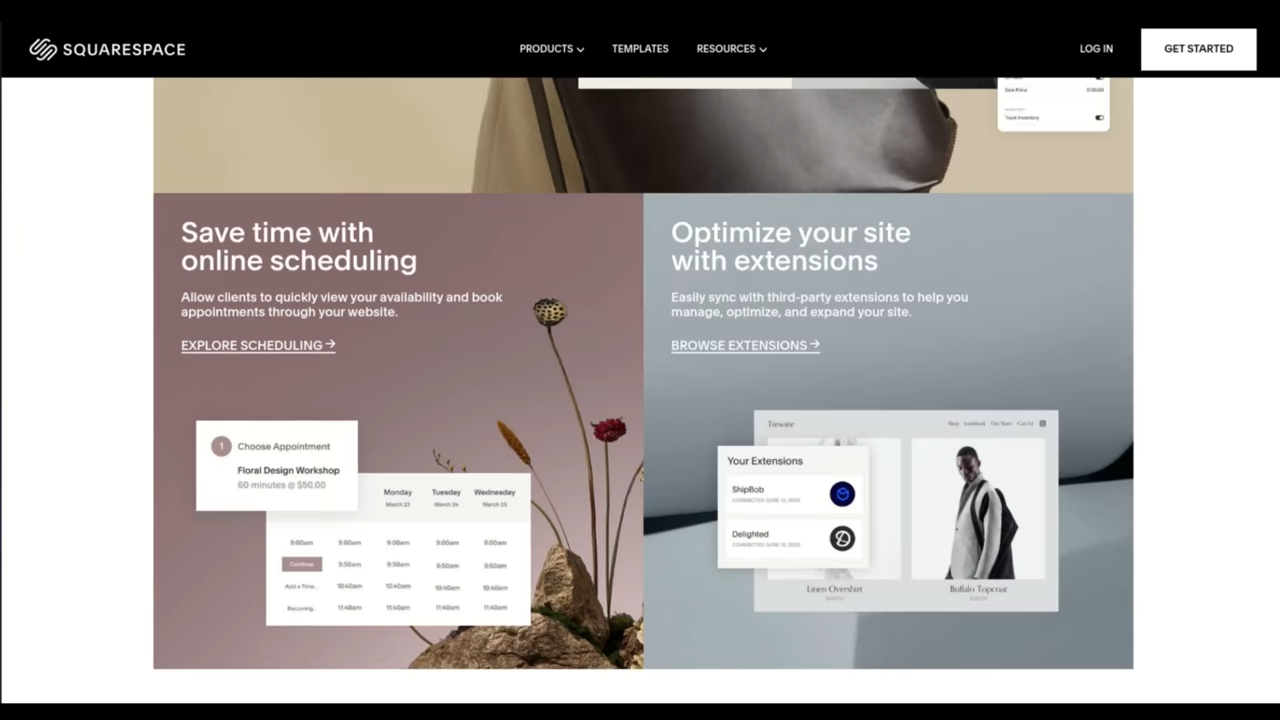 SQUARESPACE
PRODUCTS
TEMPLATES
RESOURCES
LOG IN
GET STARTED
Sale Price
Track Inventory
Save time with
online scheduling
Allow clients to quickly view your availability and book
appointments through your website.
EXPLORE SCHEDULING →
1 Choose Appointment
Floral Design Workshop
60 minutes @ $50.00
Monday Tuesday Wednesday
March 23 March 24 March 25
9:00am 9:00am 9:00am 9:00am 9:00am
Continue 9:50am 9:50am 9:50am 9:50am
Add a Time.. 10:40am 10:40am 10:40am 10:40am
Recurring.. 11:40am 11:40am 11:40am 11:40am
Optimize your site
with extensions
Easily sync with third-party extensions to help you
manage, optimize, and expand your site.
BROWSE EXTENSIONS →
Shop Lookbook Our Story Cart
Your Extensions
ShipBob
CONNECTED JUNE 12, 2022
Delighted
CONNECTED JUNE 12, 2022
Linen Overshirt
Buffalo Topcoat